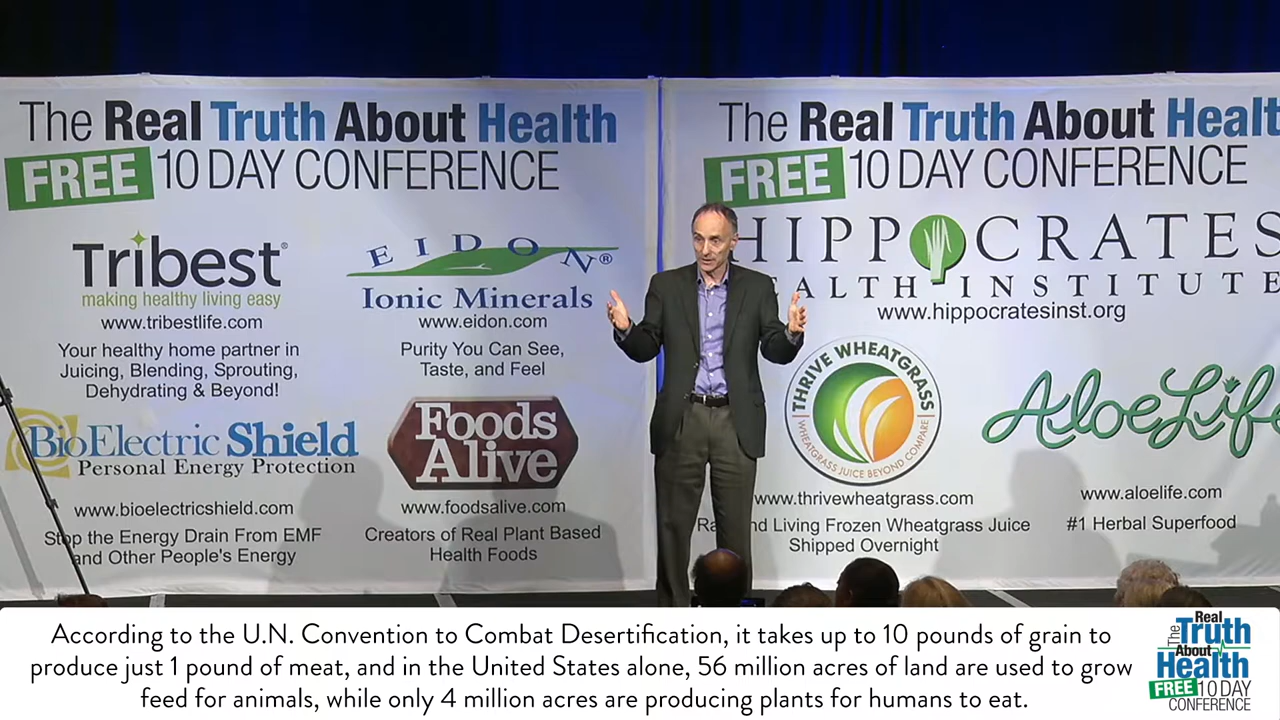 The Real Truth About Health
FREE 10 DAY CONFERENCE
Tribest®
making healthy living easy
www.tribestlife.com
Your healthy home partner in
Juicing, Blending, Sprouting,
Dehydrating & Beyond!
EIDON®
Ionic Minerals
www.eidon.com
Purity You Can See,
Taste, and Feel
BioElectric Shield
Personal Energy Protection
www.bioelectricshield.com
Stop the Energy Drain From EMF
and Other People's Energy
Foods
Alive
www.foodsalive.com
Creators of Real Plant Based
Health Foods
The Real Truth About Healt
FREE 10 DAY CONFERENCE
HIPPOCRATES
EALTH INSTITUTE
www.hippocratesinst.org
THRIVE WHEATGRASS
WHEATGRASS JUICE BEYOND COMPARE
www.thrivewheatgrass.com
Ra nd Living Frozen Wheatgrass Juice
Shipped Overnight
AloeLife
www.aloelife.com
#1 Herbal Superfood
According to the U.N. Convention to Combat Desertification, it takes up to 10 pounds of grain to
produce just 1 pound of meat, and in the United States alone, 56 million acres of land are used to grow
feed for animals, while only 4 million acres are producing plants for humans to eat.
The Real
Truth
About
Health
FREE 10 DAY
CONFERENCE